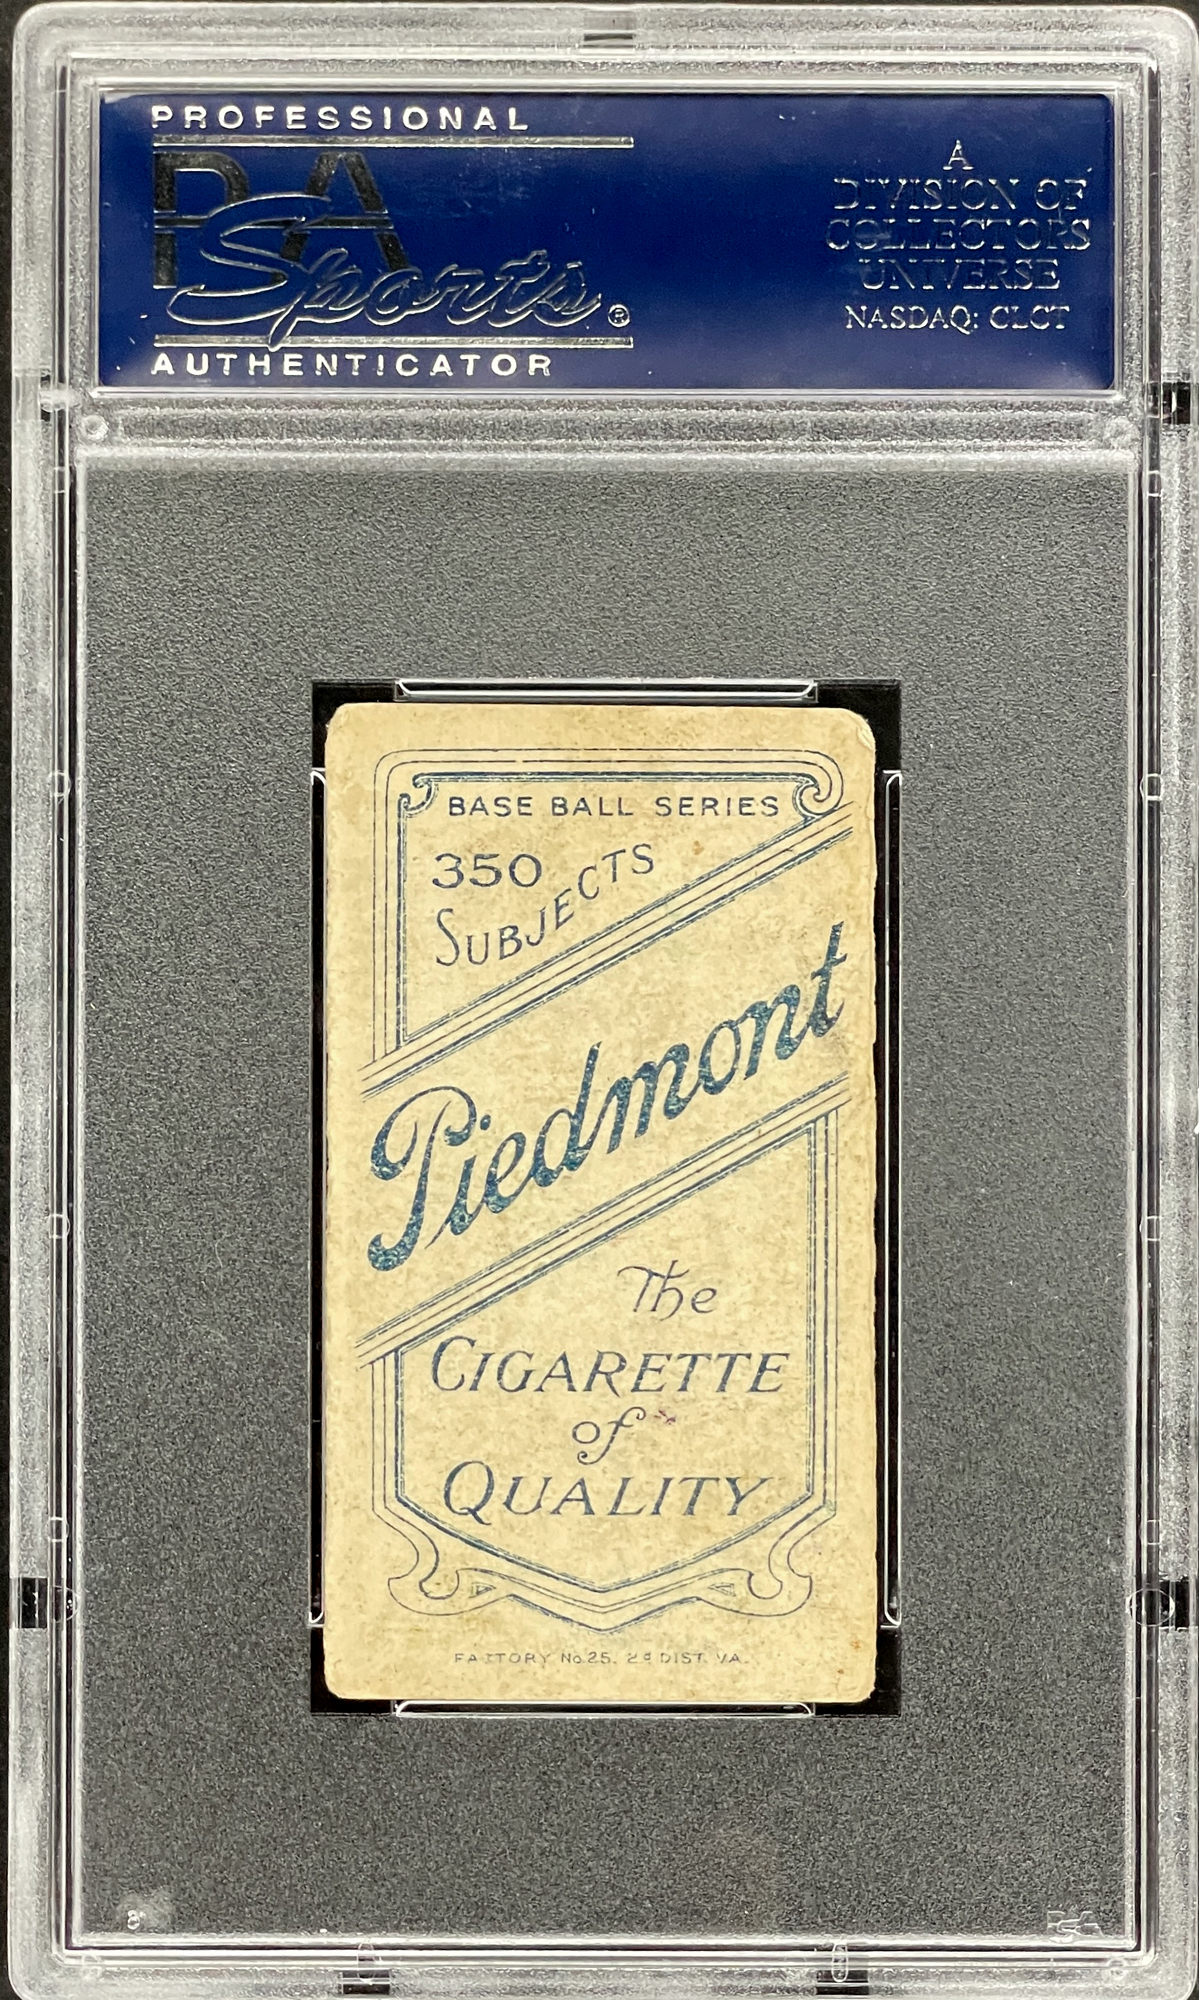 PROFESSIONAL
PSA
Sports®
AUTHENTICATOR
A
DIVISION OF
COLLECTORS
UNIVERSE
NASDAQ: CLCT
BASE BALL SERIES
350
SUBJECTS
Piedmont
The
CIGARETTE
of
QUALITY
FACTORY No. 25. 2d DIST. VA.
PSA